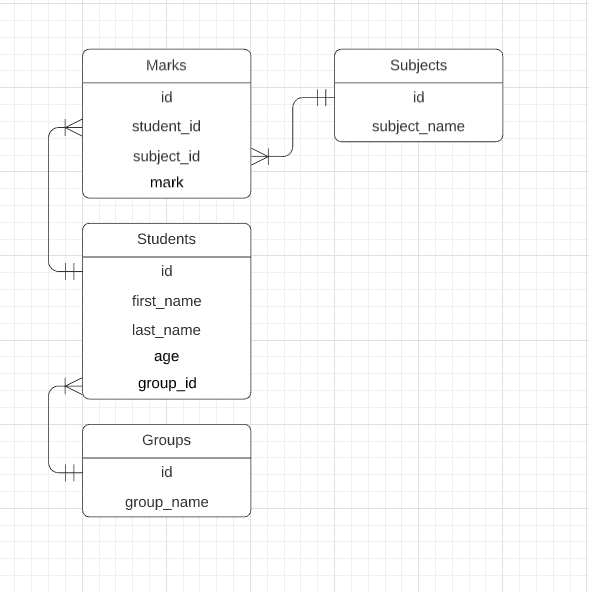 Marks
id
student_id
subject_id
mark
Subjects
id
subject_name
Students
id
first_name
last_name
age
group_id
Groups
id
group_name